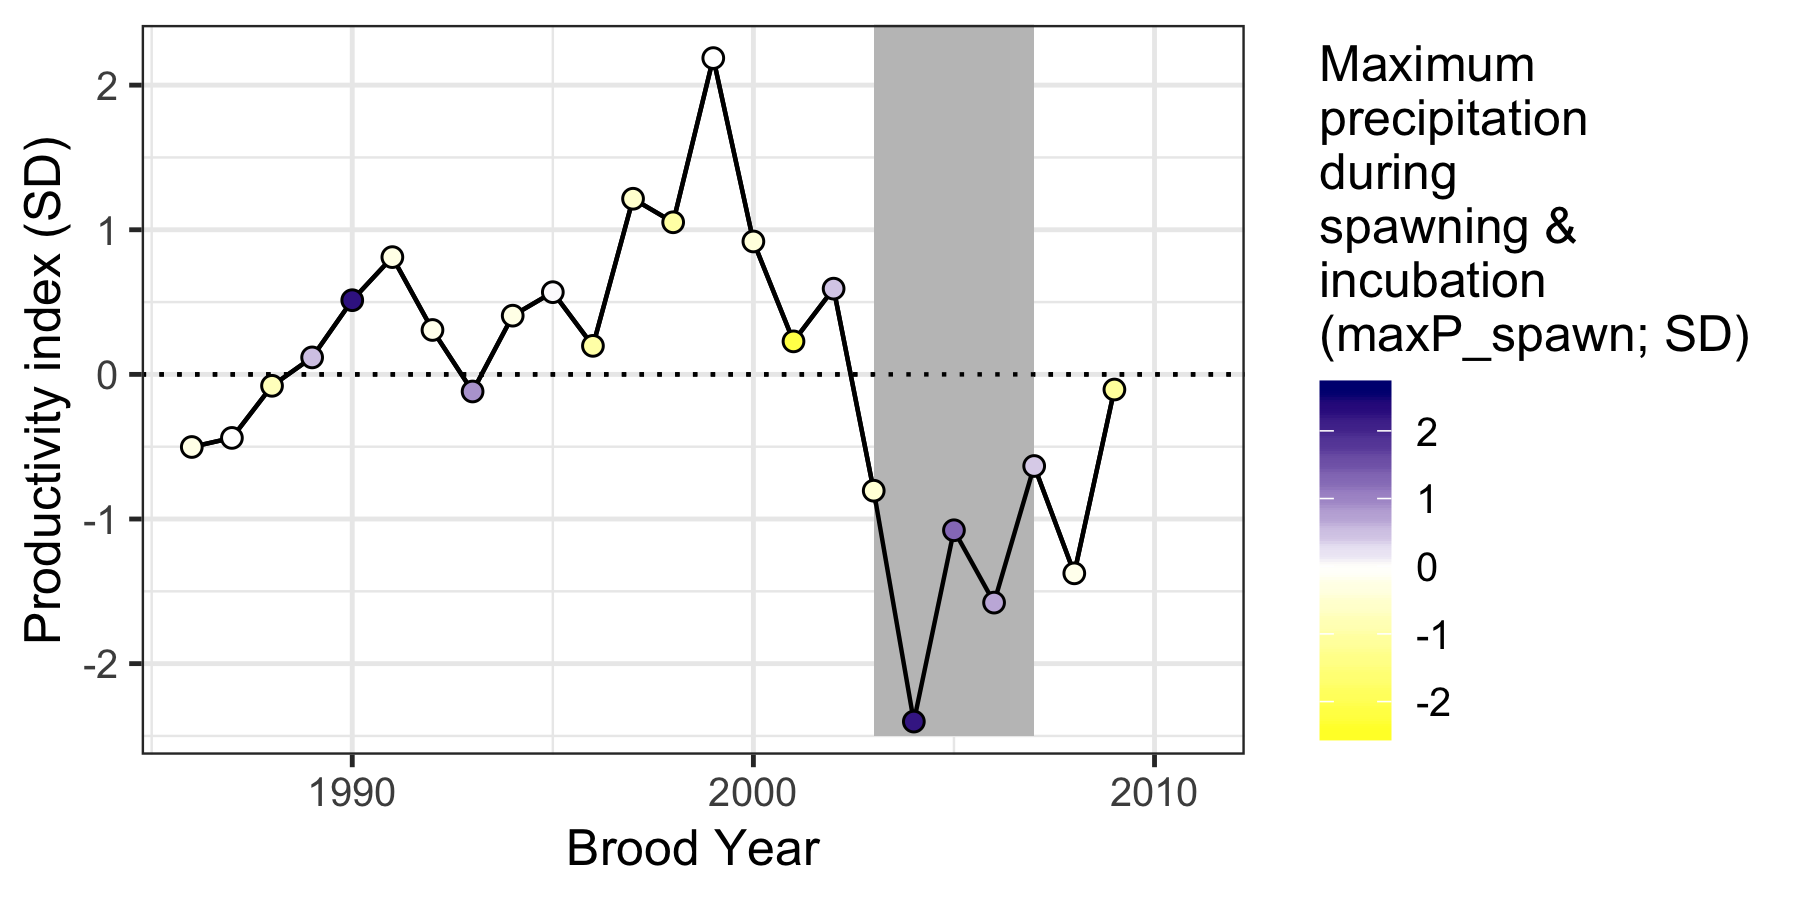 Productivity index (SD)
2
1
0
-1
-2
1990
2000
2010
Brood Year
Maximum
precipitation
during
spawning &
incubation
(maxP_spawn; SD)
2
1
0
-1
-2